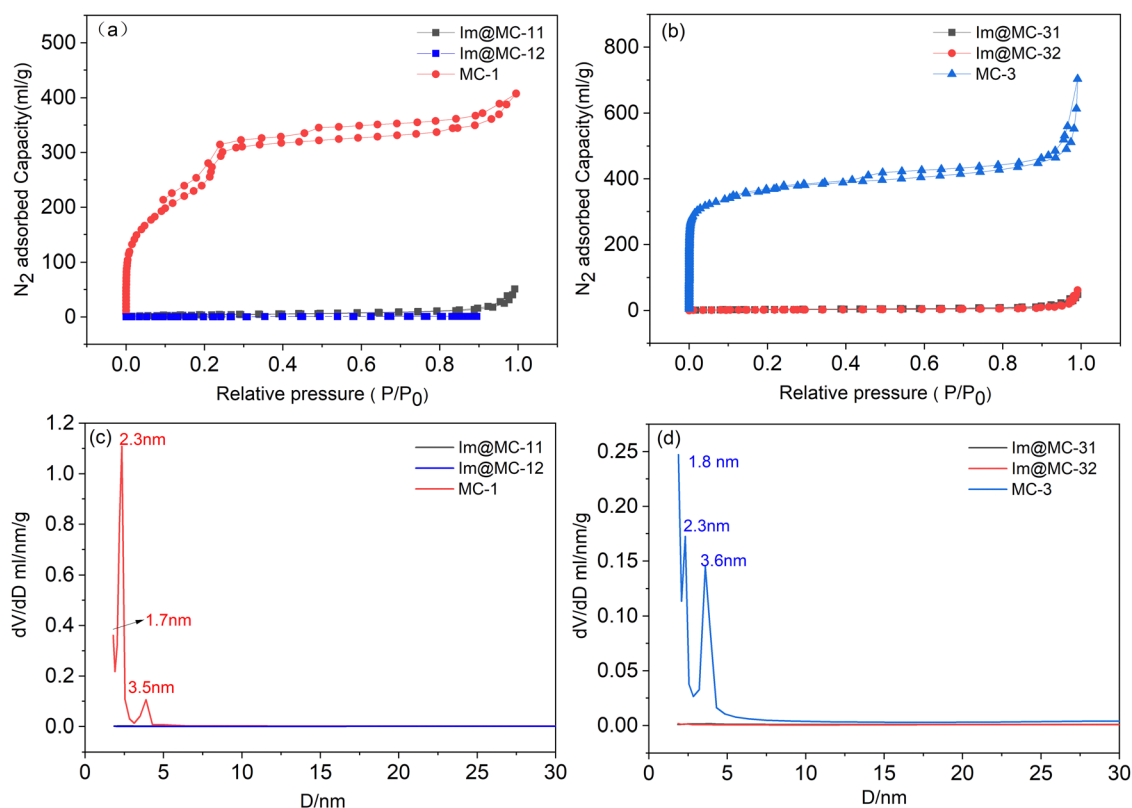 (a)
Im@MC-11
Im@MC-12
MC-1
500
400
300
200
100
0
N2 adsorbed Capacity(ml/g)
0.0 0.2 0.4 0.6 0.8 1.0
Relative pressure ( P/P0)
(b)
Im@MC-31
Im@MC-32
MC-3
800
600
400
200
0
N2 adsorbed Capacity(ml/g)
0.0 0.2 0.4 0.6 0.8 1.0
Relative pressure ( P/P0)
(c)
2.3nm
Im@MC-11
Im@MC-12
MC-1
1.7nm
3.5nm
1.2
1.0
0.8
0.6
0.4
0.2
0.0
dV/dD ml/nm/g
0 5 10 15 20 25 30
D/nm
(d)
1.8 nm
2.3nm
3.6nm
Im@MC-31
Im@MC-32
MC-3
0.25
0.20
0.15
0.10
0.05
0.00
dV/dD ml/nm/g
0 5 10 15 20 25 30
D/nm